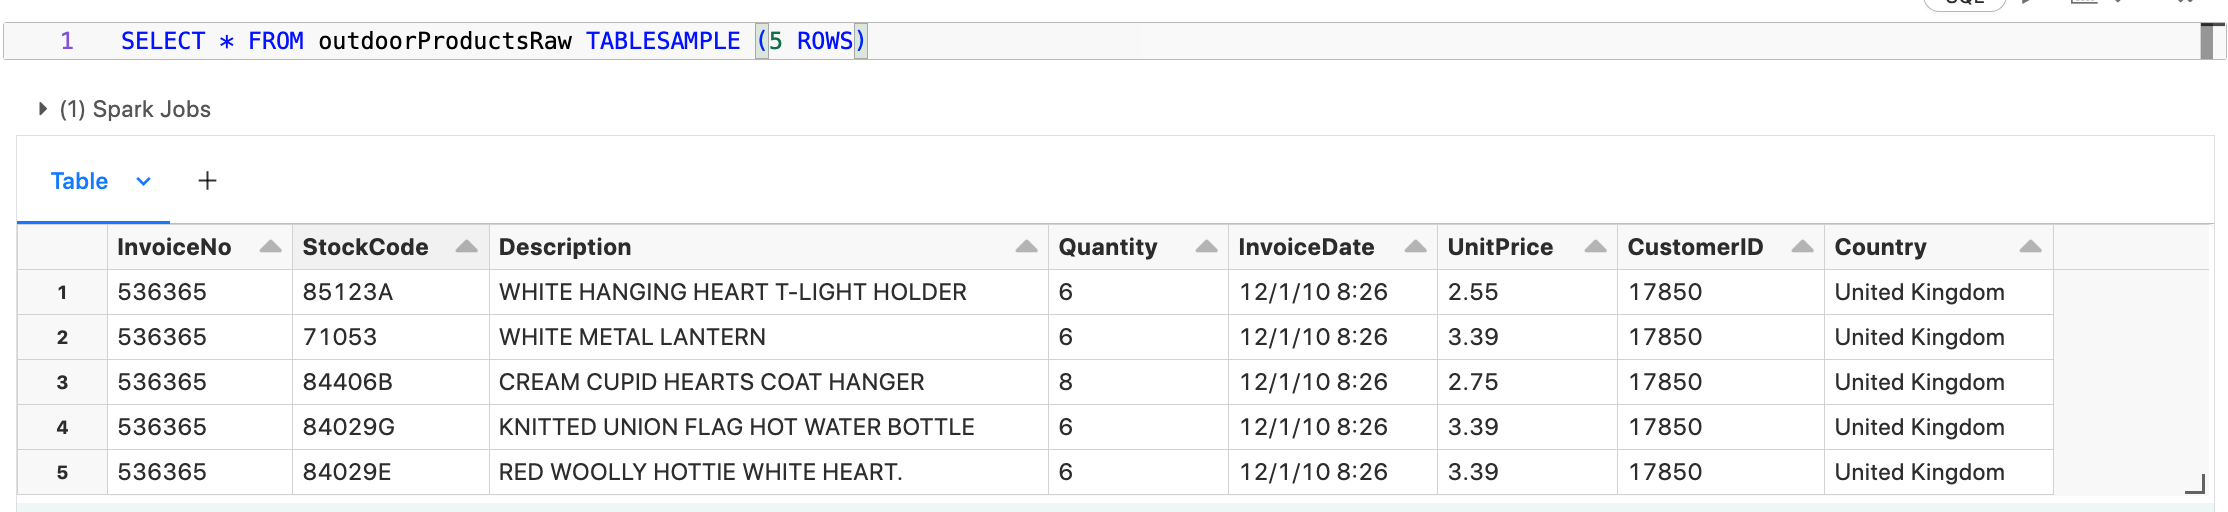 SQL
1 SELECT * FROM outdoorProductsRaw TABLESAMPLE (5 ROWS)
(1) Spark Jobs
Table +
InvoiceNo StockCode Description Quantity InvoiceDate UnitPrice CustomerID Country
1 536365 85123A WHITE HANGING HEART T-LIGHT HOLDER 6 12/1/10 8:26 2.55 17850 United Kingdom
2 536365 71053 WHITE METAL LANTERN 6 12/1/10 8:26 3.39 17850 United Kingdom
3 536365 84406B CREAM CUPID HEARTS COAT HANGER 8 12/1/10 8:26 2.75 17850 United Kingdom
4 536365 84029G KNITTED UNION FLAG HOT WATER BOTTLE 6 12/1/10 8:26 3.39 17850 United Kingdom
5 536365 84029E RED WOOLLY HOTTIE WHITE HEART. 6 12/1/10 8:26 3.39 17850 United Kingdom